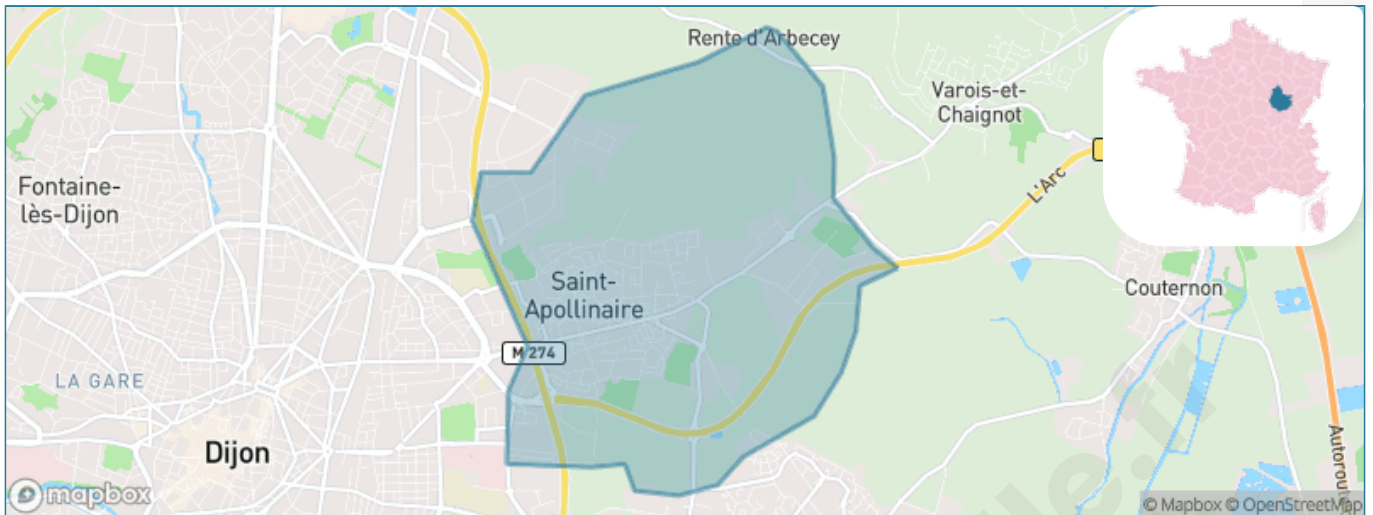 Rente d'Arbecey
Varois-et-
Chaignot
Fontaine-
lès-Dijon
L'Arc
Saint-
Apollinaire
Couternon
M 274
LA GARE
Dijon
Autoroute
mapbox
© Mapbox © OpenStreetMap